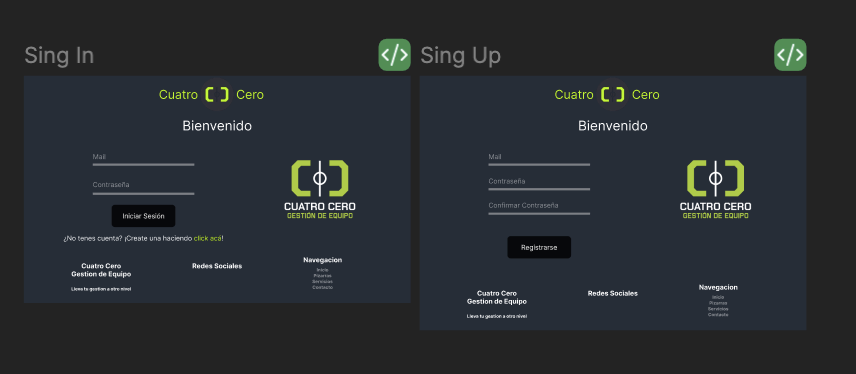 Sing In
</>
Cuatro Cero
Bienvenido
Mail
Contraseña
Iniciar Sesión
¿No tenes cuenta? ¡Create una haciendo click acá!
CUATRO CERO
GESTIÓN DE EQUIPO
Cuatro Cero
Gestion de Equipo
Lleva tu gestion a otro nivel
Redes Sociales
Navegacion
Inicio
Pizarras
Servicios
Contacto
Sing Up
</>
Cuatro Cero
Bienvenido
Mail
Contraseña
Confirmar Contraseña
Registrarse
CUATRO CERO
GESTIÓN DE EQUIPO
Cuatro Cero
Gestion de Equipo
Lleva tu gestion a otro nivel
Redes Sociales
Navegacion
Inicio
Pizarras
Servicios
Contacto